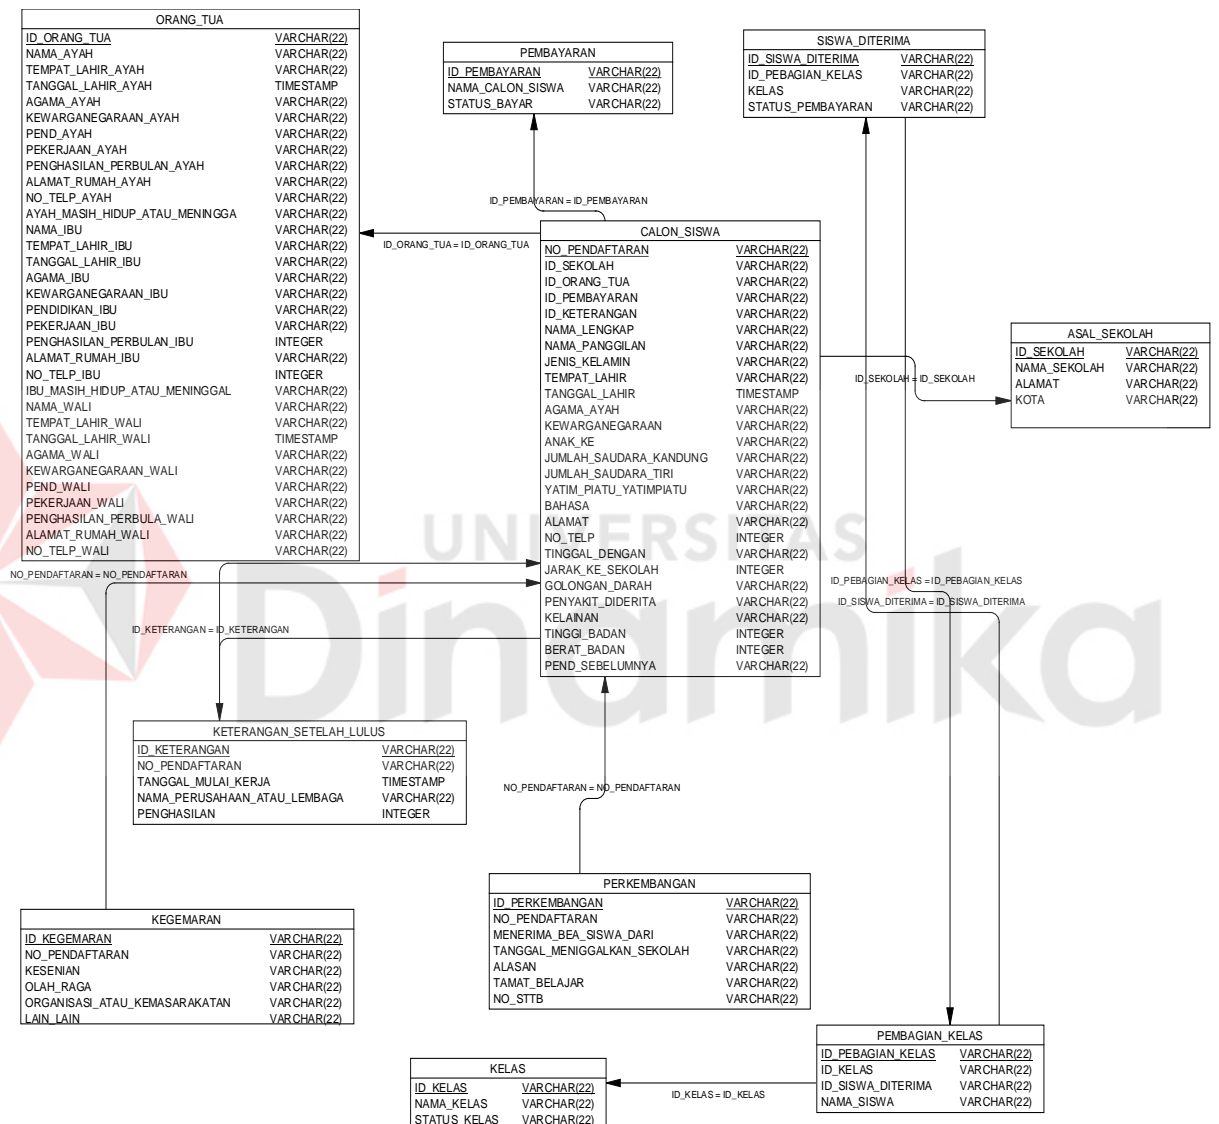 ORANG_TUA
ID_ORANG_TUA VARCHAR(22)
NAMA_AYAH VARCHAR(22)
TEMPAT_LAHIR_AYAH VARCHAR(22)
TANGGAL_LAHIR_AYAH TIMESTAMP
AGAMA_AYAH VARCHAR(22)
KEWARGANEGARAAN_AYAH VARCHAR(22)
PEND_AYAH VARCHAR(22)
PEKERJAAN_AYAH VARCHAR(22)
PENGHASILAN_PERBULAN_AYAH VARCHAR(22)
ALAMAT_RUMAH_AYAH VARCHAR(22)
NO_TELP_AYAH VARCHAR(22)
AYAH_MASIH_HIDUP_ATAU_MENINGGA VARCHAR(22)
NAMA_IBU VARCHAR(22)
TEMPAT_LAHIR_IBU VARCHAR(22)
TANGGAL_LAHIR_IBU VARCHAR(22)
AGAMA_IBU VARCHAR(22)
KEWARGANEGARAAN_IBU VARCHAR(22)
PENDIDIKAN_IBU VARCHAR(22)
PEKERJAAN_IBU VARCHAR(22)
PENGHASILAN_PERBULAN_IBU INTEGER
ALAMAT_RUMAH_IBU VARCHAR(22)
NO_TELP_IBU INTEGER
IBU_MASIH_HIDUP_ATAU_MENINGGAL VARCHAR(22)
NAMA_WALI VARCHAR(22)
TEMPAT_LAHIR_WALI VARCHAR(22)
TANGGAL_LAHIR_WALI TIMESTAMP
AGAMA_WALI VARCHAR(22)
KEWARGANEGARAAN_WALI VARCHAR(22)
PEND_WALI VARCHAR(22)
PEKERJAAN_WALI VARCHAR(22)
PENGHASILAN_PERBULA_WALI VARCHAR(22)
ALAMAT_RUMAH_WALI VARCHAR(22)
NO_TELP_WALI VARCHAR(22)
PEMBAYARAN
ID_PEMBAYARAN VARCHAR(22)
NAMA_CALON_SISWA VARCHAR(22)
STATUS_BAYAR VARCHAR(22)
SISWA_DITERIMA
ID_SISWA_DITERIMA VARCHAR(22)
ID_PEBAGIAN_KELAS VARCHAR(22)
KELAS VARCHAR(22)
STATUS_PEMBAYARAN VARCHAR(22)
ID_PEMBAYARAN = ID_PEMBAYARAN
ID_ORANG_TUA = ID_ORANG_TUA
CALON_SISWA
NO_PENDAFTARAN VARCHAR(22)
ID_SEKOLAH VARCHAR(22)
ID_ORANG_TUA VARCHAR(22)
ID_PEMBAYARAN VARCHAR(22)
ID_KETERANGAN VARCHAR(22)
NAMA_LENGKAP VARCHAR(22)
NAMA_PANGGILAN VARCHAR(22)
JENIS_KELAMIN VARCHAR(22)
TEMPAT_LAHIR VARCHAR(22)
TANGGAL_LAHIR TIMESTAMP
AGAMA_AYAH VARCHAR(22)
KEWARGANEGARAAN VARCHAR(22)
ANAK_KE VARCHAR(22)
JUMLAH_SAUDARA_KANDUNG VARCHAR(22)
JUMLAH_SAUDARA_TIRI VARCHAR(22)
YATIM_PIATU_YATIMPIATU VARCHAR(22)
BAHASA VARCHAR(22)
ALAMAT VARCHAR(22)
NO_TELP INTEGER
TINGGAL_DENGAN VARCHAR(22)
JARAK_KE_SEKOLAH INTEGER
GOLONGAN_DARAH VARCHAR(22)
PENYAKIT_DIDERITA VARCHAR(22)
KELAINAN VARCHAR(22)
TINGGI_BADAN INTEGER
BERAT_BADAN INTEGER
PEND_SEBELUMNYA VARCHAR(22)
ASAL_SEKOLAH
ID_SEKOLAH VARCHAR(22)
NAMA_SEKOLAH VARCHAR(22)
ALAMAT VARCHAR(22)
KOTA VARCHAR(22)
ID_SEKOLAH = ID_SEKOLAH
UNIVERSITAS
Dinamika
NO_PENDAFTARAN = NO_PENDAFTARAN
ID_KETERANGAN = ID_KETERANGAN
ID_PEBAGIAN_KELAS = ID_PEBAGIAN_KELAS
ID_SISWA_DITERIMA = ID_SISWA_DITERIMA
KETERANGAN_SETELAH_LULUS
ID_KETERANGAN VARCHAR(22)
NO_PENDAFTARAN VARCHAR(22)
TANGGAL_MULAI_KERJA TIMESTAMP
NAMA_PERUSAHAAN_ATAU_LEMBAGA VARCHAR(22)
PENGHASILAN INTEGER
NO_PENDAFTARAN = NO_PENDAFTARAN
PERKEMBANGAN
ID_PERKEMBANGAN VARCHAR(22)
NO_PENDAFTARAN VARCHAR(22)
MENERIMA_BEA_SISWA_DARI VARCHAR(22)
TANGGAL_MENIGGALKAN_SEKOLAH VARCHAR(22)
ALASAN VARCHAR(22)
TAMAT_BELAJAR VARCHAR(22)
NO_STTB VARCHAR(22)
KEGEMARAN
ID_KEGEMARAN VARCHAR(22)
NO_PENDAFTARAN VARCHAR(22)
KESENIAN VARCHAR(22)
OLAH_RAGA VARCHAR(22)
ORGANISASI_ATAU_KEMASARAKATAN VARCHAR(22)
LAIN_LAIN VARCHAR(22)
PEMBAGIAN_KELAS
ID_PEBAGIAN_KELAS VARCHAR(22)
ID_KELAS VARCHAR(22)
ID_SISWA_DITERIMA VARCHAR(22)
NAMA_SISWA VARCHAR(22)
KELAS
ID_KELAS VARCHAR(22)
NAMA_KELAS VARCHAR(22)
STATUS_KELAS VARCHAR(22)
ID_KELAS = ID_KELAS